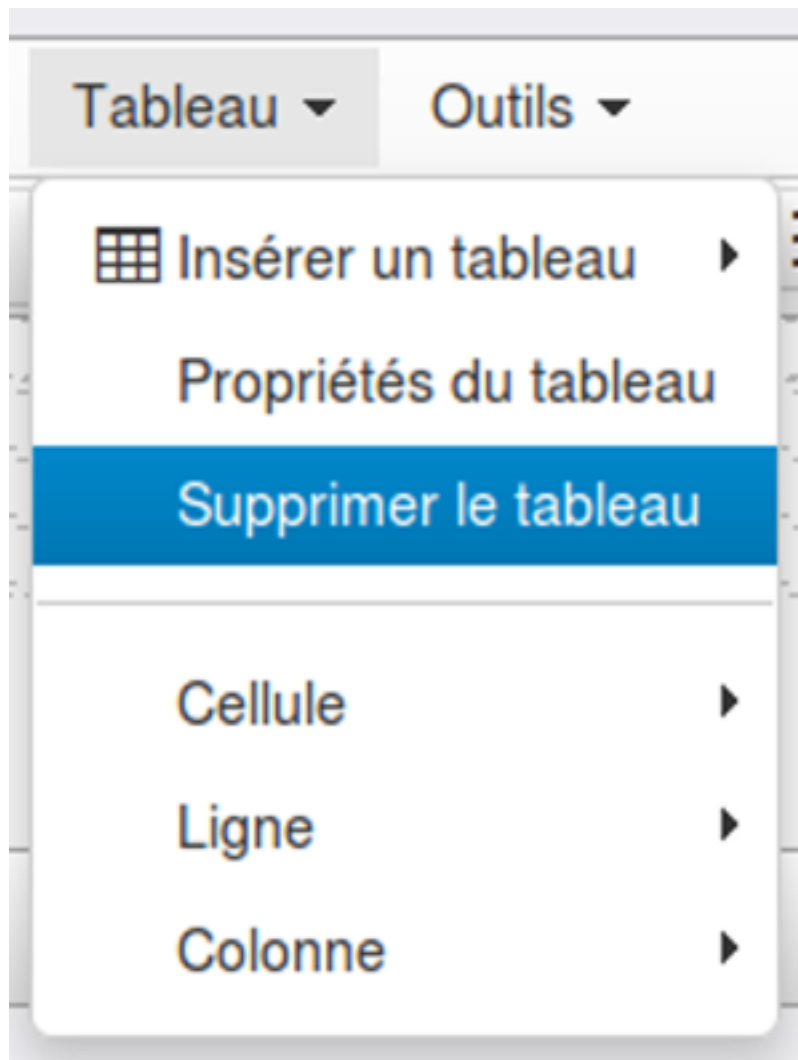 Tableau Outils
Insérer un tableau
Propriétés du tableau
Supprimer le tableau
Cellule
Ligne
Colonne